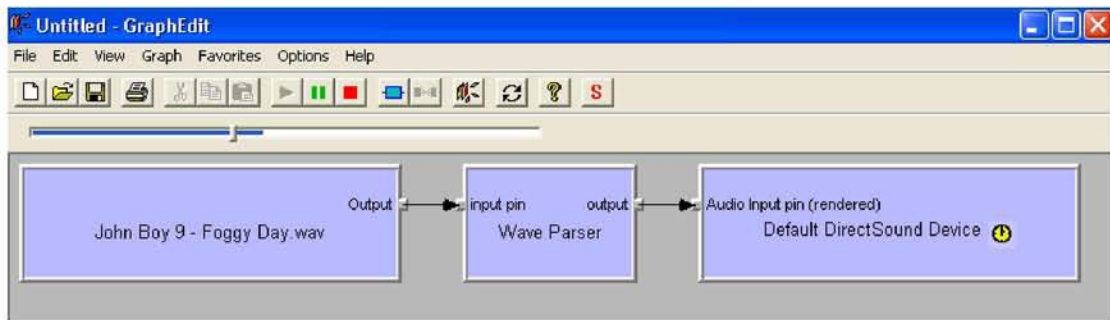 Untitled - GraphEdit
File Edit View Graph Favorites Options Help
S
Output
John Boy 9 - Foggy Day.wav
input pin output
Wave Parser
Audio Input pin (rendered)
Default DirectSound Device